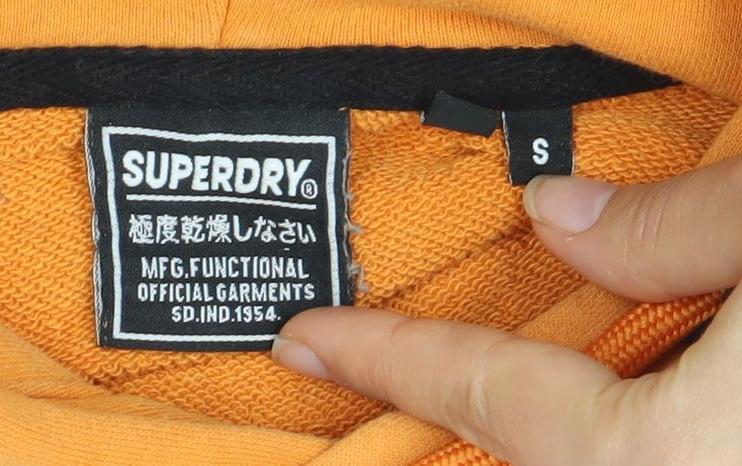 SUPERDRY®
極度乾燥しなさい
MFG.FUNCTIONAL
OFFICIAL GARMENTS
SD.IND.1954.
S